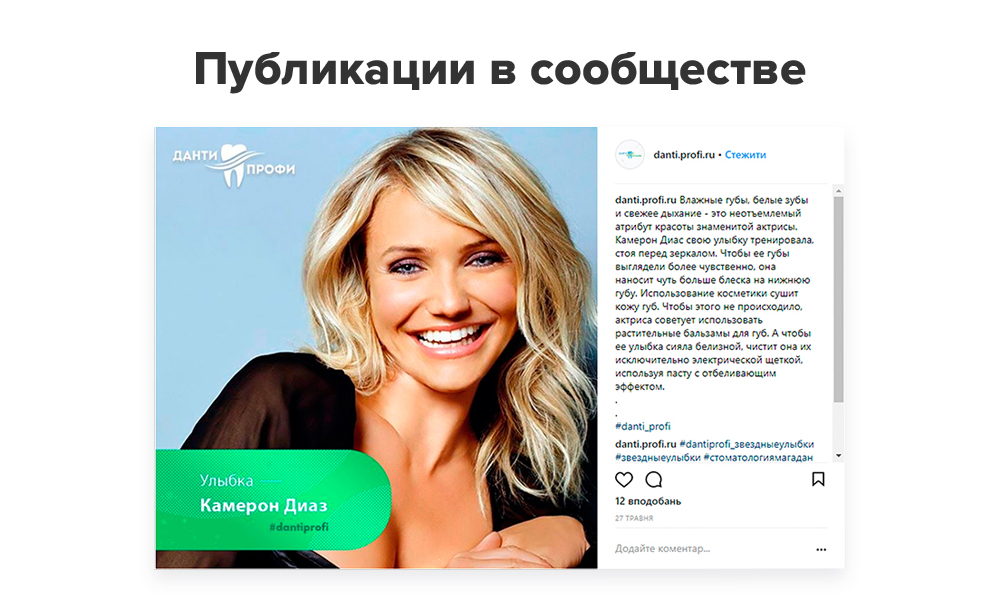 Публикации в сообществе
ДАНТИ
ПРОФИ
Улыбка
Камерон Диаз
#dantiprofi
danti.profi.ru • Стежити
danti.profi.ru Влажные губы, белые зубы
и свежее дыхание - это неотъемлемый
атрибут красоты знаменитой актрисы.
Камерон Диас свою улыбку тренировала,
стоя перед зеркалом. Чтобы ее губы
выглядели более чувственно, она
наносит чуть больше блеска на нижнюю
губу. Использование косметики сушит
кожу губ. Чтобы этого не происходило,
актриса советует использовать
растительные бальзамы для губ. А чтобы
ее улыбка сияла белизной, чистит она их
исключительно электрической щеткой,
используя пасту с отбеливающим
эффектом.
.
.
#danti_profi
danti.profi.ru #dantiprofi_звездныеулыбки
#звездныеулыбки #стоматологиямагадан
12 вподобань
27 ТРАВНЯ
Додайте коментар...